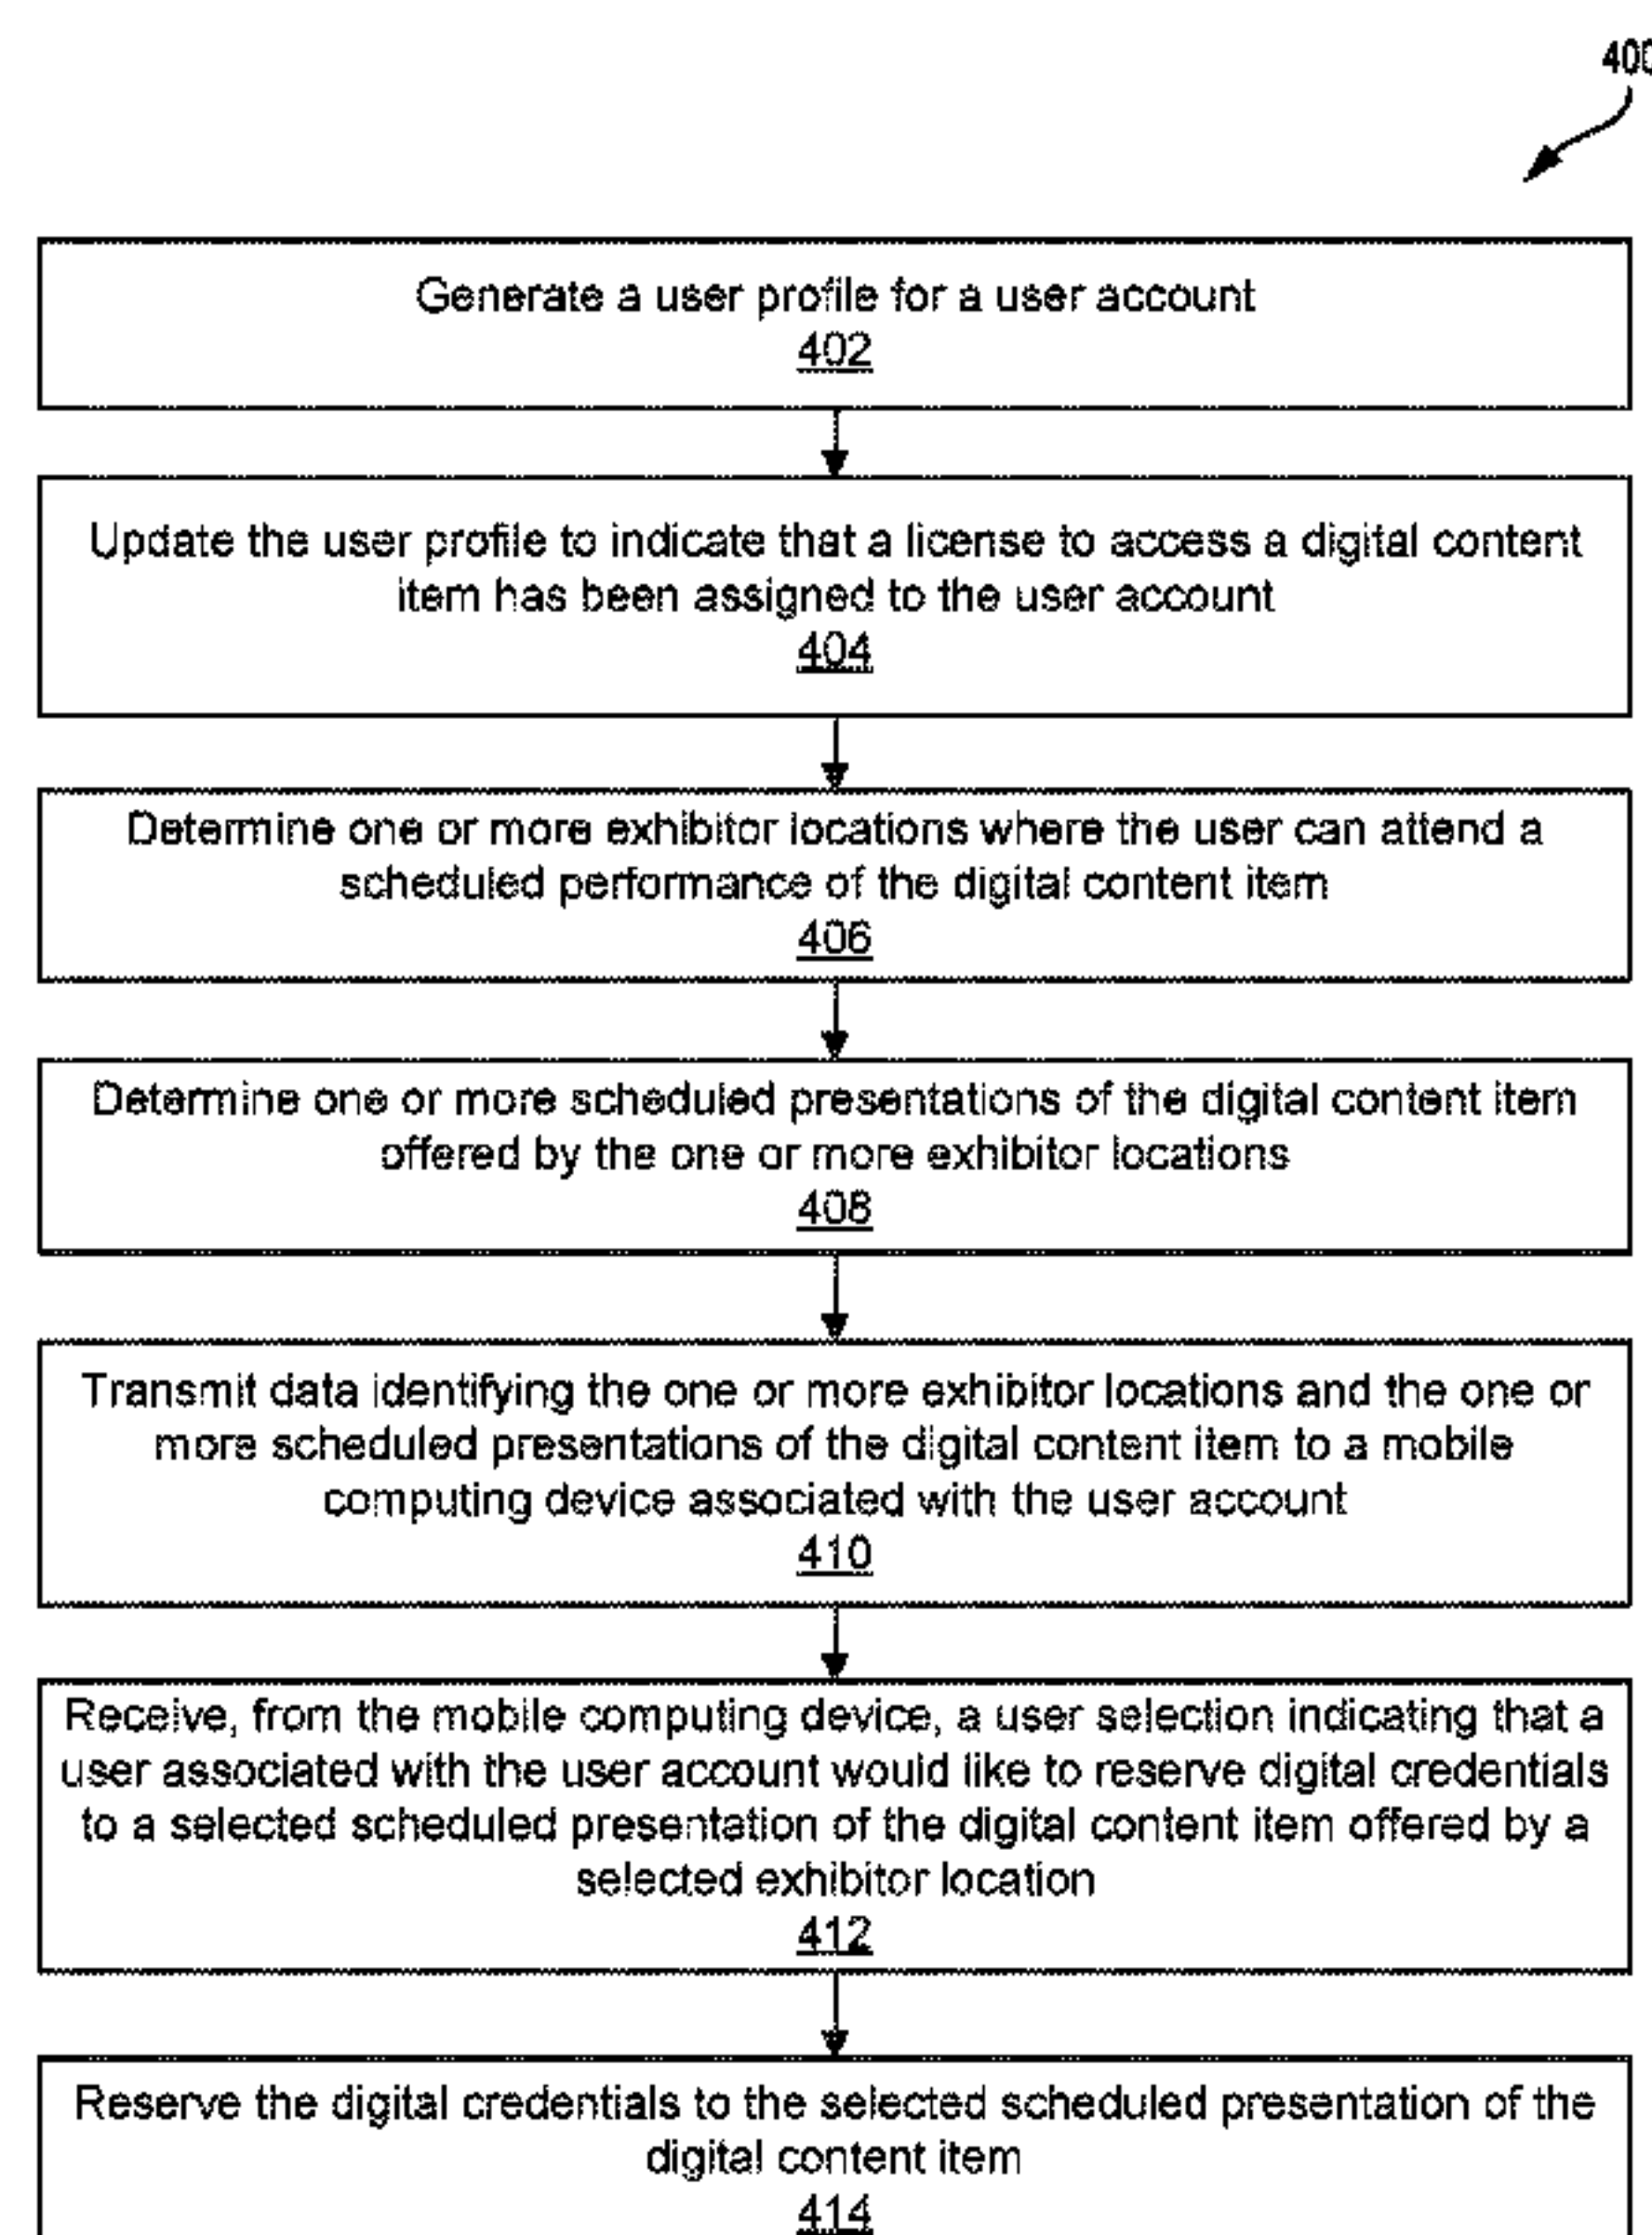 400
Generate a user profile for a user account
402
Update the user profile to indicate that a license to access a digital content
item has been assigned to the user account
404
Determine one or more exhibitor locations where the user can attend a
scheduled performance of the digital content item
406
Determine one or more scheduled presentations of the digital content item
offered by the one or more exhibitor locations
408
Transmit data identifying the one or more exhibitor locations and the one or
more scheduled presentations of the digital content item to a mobile
computing device associated with the user account
410
Receive, from the mobile computing device, a user selection indicating that a
user associated with the user account would like to reserve digital credentials
to a selected scheduled presentation of the digital content item offered by a
selected exhibitor location
412
Reserve the digital credentials to the selected scheduled presentation of the
digital content item
414